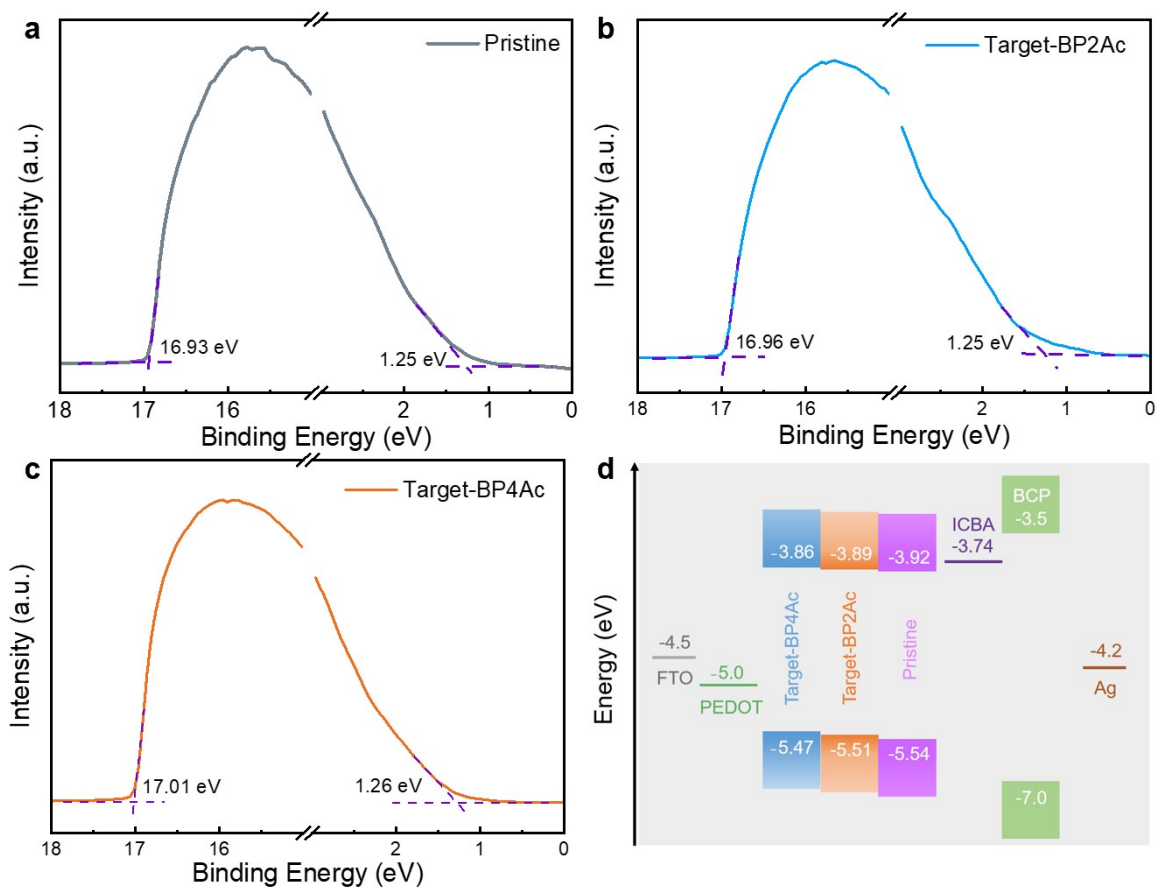 a
Pristine
Intensity (a.u.)
16.93 eV
1.25 eV
18 17 16 2 1 0
Binding Energy (eV)
b
Target-BP2Ac
Intensity (a.u.)
16.96 eV
1.25 eV
18 17 16 2 1 0
Binding Energy (eV)
c
Target-BP4Ac
Intensity (a.u.)
17.01 eV
1.26 eV
18 17 16 2 1 0
Binding Energy (eV)
d
Energy (eV)
-4.5
FTO
-5.0
PEDOT
-3.86
Target-BP4Ac
-5.47
-3.89
Target-BP2Ac
-5.51
-3.92
Pristine
-5.54
ICBA
-3.74
BCP
-3.5
-7.0
-4.2
Ag